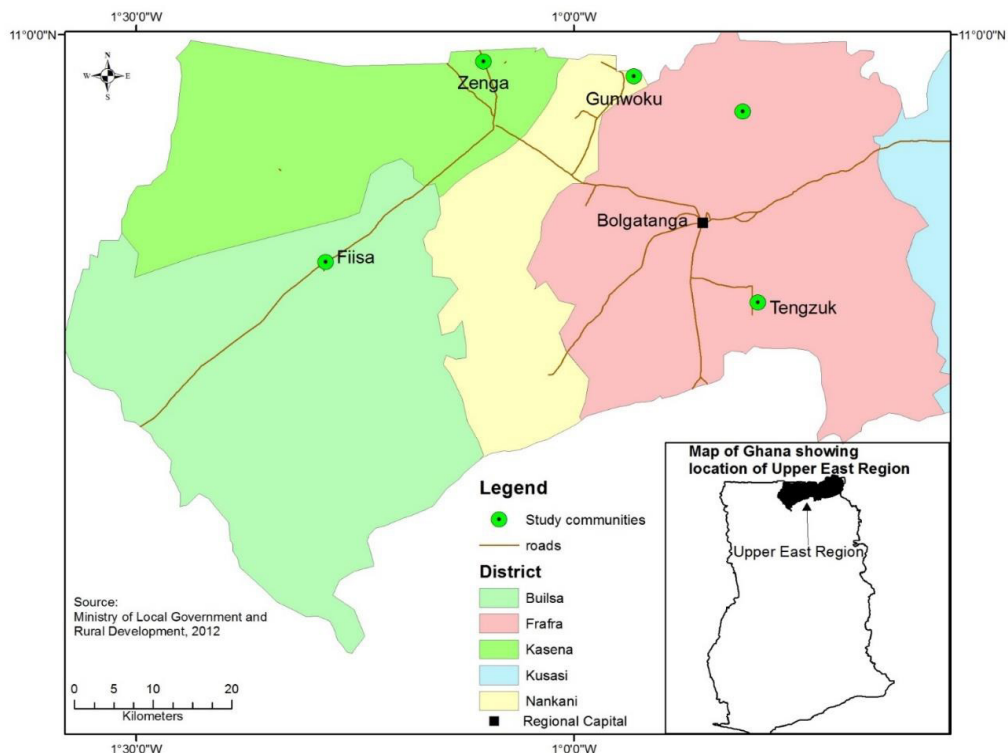 1°30'0"W
1°00'0"W
11°0'0"N
11°0'0"N
N
W
E
S
Zenga
Gunwoku
Bolgatanga
Fiisa
Tengzuk
Legend
Study communities
roads
District
Builsa
Frafra
Kasena
Kusasi
Nankani
Regional Capital
Map of Ghana showing
location of Upper East Region
Upper East Region
Source:
Ministry of Local Government and
Rural Development, 2012
0 5 10 20
Kilometers
1°30'0"W
1°00'0"W